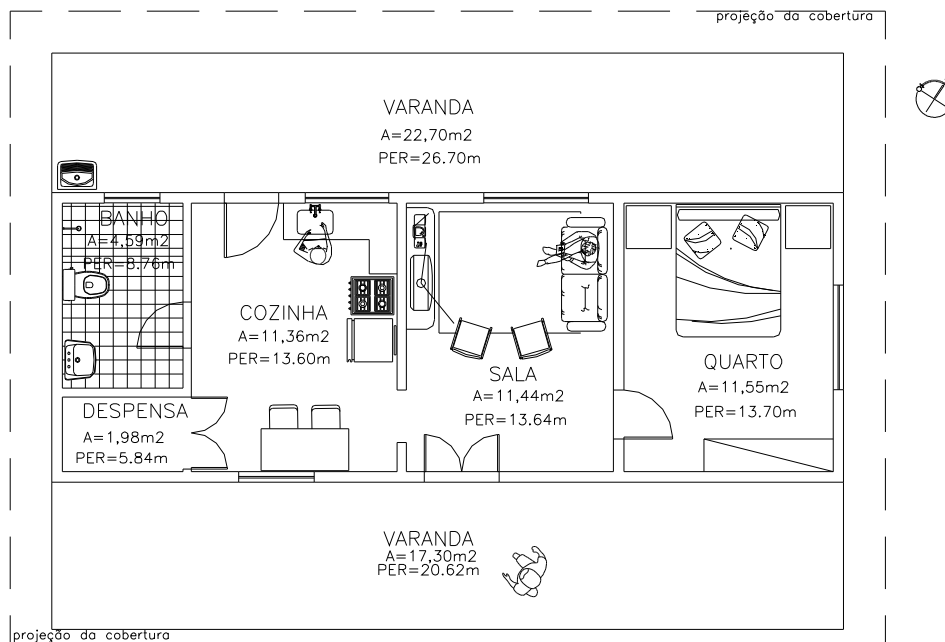 projeção da cobertura
VARANDA
A=22,70m2
PER=26.70m
BANHO
A=4,59m2
PER=8.76m
COZINHA
A=11,36m2
PER=13.60m
SALA
A=11,44m2
PER=13.64m
QUARTO
A=11,55m2
PER=13.70m
DESPENSA
A=1,98m2
PER=5.84m
VARANDA
A=17,30m2
PER=20.62m
projeção da cobertura